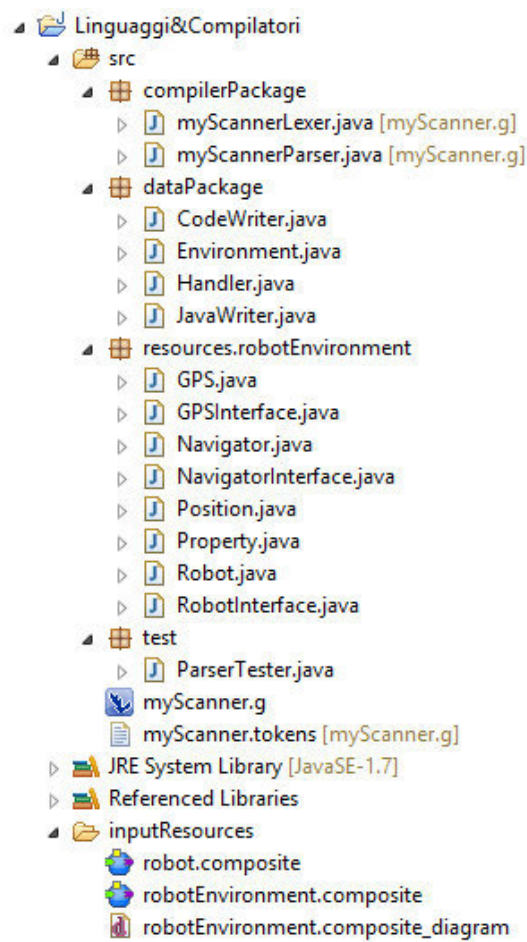 Linguaggi&Compilatori
src
compilerPackage
myScannerLexer.java [myScanner.g]
myScannerParser.java [myScanner.g]
dataPackage
CodeWriter.java
Environment.java
Handler.java
JavaWriter.java
resources.robotEnvironment
GPS.java
GPSInterface.java
Navigator.java
NavigatorInterface.java
Position.java
Property.java
Robot.java
RobotInterface.java
test
ParserTester.java
myScanner.g
myScanner.tokens [myScanner.g]
JRE System Library [JavaSE-1.7]
Referenced Libraries
inputResources
robot.composite
robotEnvironment.composite
robotEnvironment.composite_diagram